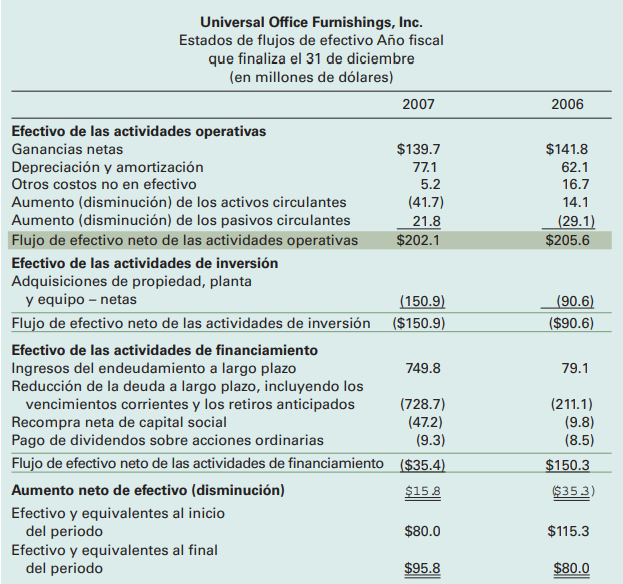 Universal Office Furnishings, Inc.
Estados de flujos de efectivo Año fiscal
que finaliza el 31 de diciembre
(en millones de dólares)
2007 2006
Efectivo de las actividades operativas
Ganancias netas $139.7 $141.8
Depreciación y amortización 77.1 62.1
Otros costos no en efectivo 5.2 16.7
Aumento (disminución) de los activos circulantes (41.7) 14.1
Aumento (disminución) de los pasivos circulantes 21.8 (29.1)
Flujo de efectivo neto de las actividades operativas $202.1 $205.6
Efectivo de las actividades de inversión
Adquisiciones de propiedad, planta
y equipo – netas (150.9) (90.6)
Flujo de efectivo neto de las actividades de inversión ($150.9) ($90.6)
Efectivo de las actividades de financiamiento
Ingresos del endeudamiento a largo plazo 749.8 79.1
Reducción de la deuda a largo plazo, incluyendo los
vencimientos corrientes y los retiros anticipados (728.7) (211.1)
Recompra neta de capital social (47.2) (9.8)
Pago de dividendos sobre acciones ordinarias (9.3) (8.5)
Flujo de efectivo neto de las actividades de financiamiento ($35.4) $150.3
Aumento neto de efectivo (disminución) $15.8 ($35.3)
Efectivo y equivalentes al inicio
del periodo $80.0 $115.3
Efectivo y equivalentes al final
del periodo $95.8 $80.0